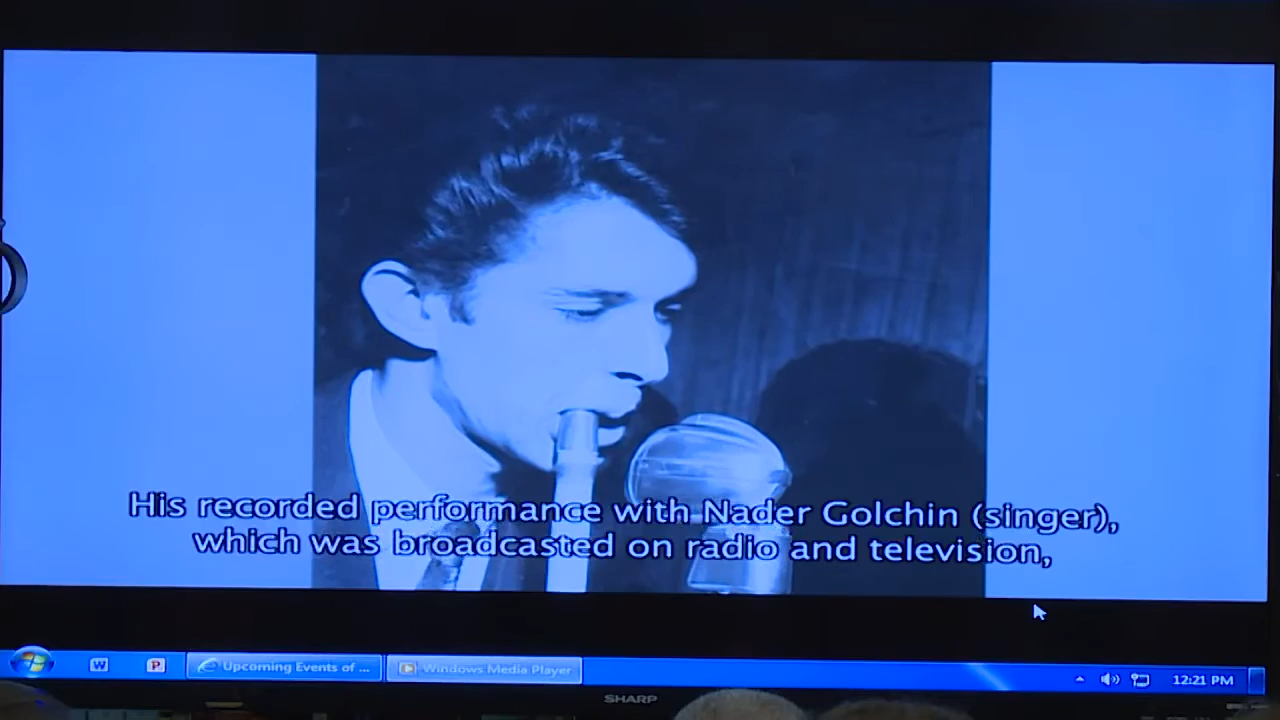 His recorded performance with Nader Golchin (singer),
which was broadcasted on radio and television,
W
P
Upcoming Events of ...
Windows Media Player
12:21 PM
SHARP